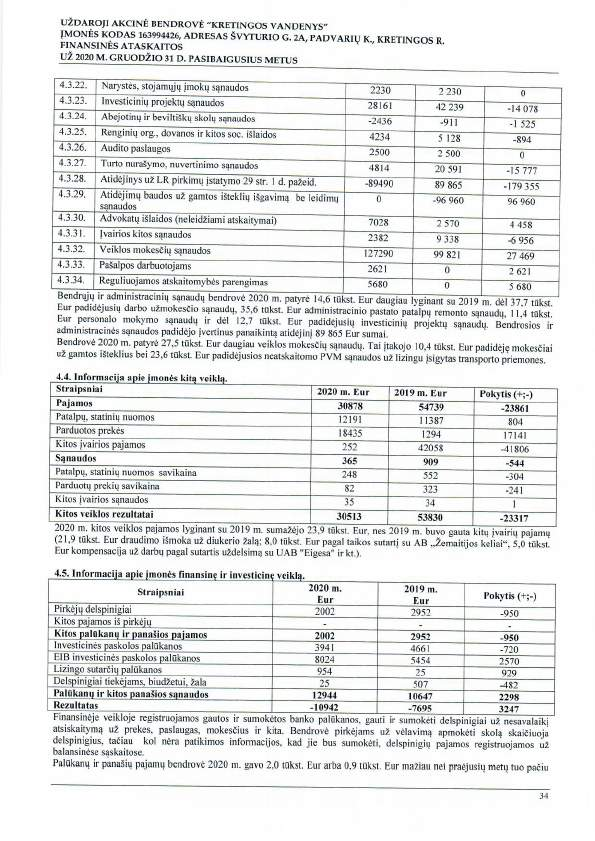 UŽDAROJI AKCINĖ BENDROVĖ "KRETINGOS VANDENYS"
ĮMONĖS KODAS 163994426, ADRESAS ŠVYTURIO G. 2A, PADVARIŲ K., KRETINGOS R.
FINANSINĖS ATASKAITOS
UŽ 2020 M. GRUODŽIO 31 D. PASIBAIGUSIUS METUS
4.3.22. Narystės, stojamųjų įmokų sąnaudos 2230 2 230 0
4.3.23. Investicinių projektų sąnaudos 28161 42 239 -14 078
4.3.24. Abejotinų ir beviltiškų skolų sąnaudos -2436 -911 -1 525
4.3.25. Renginių org., dovanos ir kitos soc. išlaidos 4234 5 128 -894
4.3.26. Audito paslaugos 2500 2 500 0
4.3.27. Turto nurašymo, nuvertinimo sąnaudos 4814 20 591 -15 777
4.3.28. Atidėjinys už LR pirkimų įstatymo 29 str. 1 d. pažeid. -89490 89 865 -179 355
4.3.29. Atidėjimų baudos už gamtos išteklių išgavimą be leidimų
sąnaudos 0 -96 960 96 960
4.3.30. Advokatų išlaidos (neleidžiami atskaitymai) 7028 2 570 4 458
4.3.31. Įvairios kitos sąnaudos 2382 9 338 -6 956
4.3.32. Veiklos mokesčių sąnaudos 127290 99 821 27 469
4.3.33. Pašalpos darbuotojams 2621 0 2 621
4.3.34. Reguliuojamos atskaitomybės parengimas 5680 0 5 680
Bendrųjų ir administracinių sąnaudų bendrovė 2020 m. patyrė 14,6 tūkst. Eur daugiau lyginant su 2019 m. dėl 37,7 tūkst.
Eur padidėjusių darbo užmokesčio sąnaudų, 35,6 tūkst. Eur administracinio pastato patalpų remonto sąnaudų, 11,4 tūkst.
Eur personalo mokymo sąnaudų ir dėl 12,7 tūkst. Eur padidėjusių investicinių projektų sąnaudų. Bendrosios ir
administracinės sąnaudos padidėjo įvertinus panaikintą atidėjinį 89 865 Eur sumai.
Bendrovė 2020 m. patyrė 27,5 tūkst. Eur daugiau veiklos mokesčių sąnaudų. Tai įtakojo 10,4 tūkst. Eur padidėję mokesčiai
už gamtos išteklius bei 23,6 tūkst. Eur padidėjusios neatskaitomo PVM sąnaudos už lizingu įsigytas transporto priemones.
4.4. Informacija apie įmonės kitą veiklą.
Straipsniai 2020 m. Eur 2019 m. Eur Pokytis (+;-)
Pajamos 30878 54739 -23861
Patalpų, statinių nuomos 12191 11387 804
Parduotos prekės 18435 1294 17141
Kitos įvairios pajamos 252 42058 -41806
Sąnaudos 365 909 -544
Patalpų, statinių nuomos savikaina 248 552 -304
Parduotų prekių savikaina 82 323 -241
Kitos įvairios sąnaudos 35 34 1
Kitos veiklos rezultatai 30513 53830 -23317
2020 m. kitos veiklos pajamos lyginant su 2019 m. sumažėjo 23,9 tūkst. Eur, nes 2019 m. buvo gauta kitų įvairių pajamų
(21,9 tūkst. Eur draudimo išmoka už diukerio žalą; 8,0 tūkst. Eur pagal taikos sutartį su AB „Žemaitijos keliai“, 5,0 tūkst.
Eur kompensacija už darbų pagal sutartis uždelsimą su UAB "Eigesa" ir kt.).
4.5. Informacija apie įmonės finansinę ir investicinę veiklą.
Straipsniai 2020 m. Eur 2019 m. Eur Pokytis (+;-)
Pirkėjų delspinigiai 2002 2952 -950
Kitos pajamos iš pirkėjų - - -
Kitos palūkanų ir panašios pajamos 2002 2952 -950
Investicinės paskolos palūkanos 3941 4661 -720
EIB investicinės paskolos palūkanos 8024 5454 2570
Lizingo sutarčių palūkanos 954 25 929
Delspinigiai tiekėjams, biudžetui, žala 25 507 -482
Palūkanų ir kitos panašios sąnaudos 12944 10647 2298
Rezultatas -10942 -7695 3247
Finansinėje veikloje registruojamos gautos ir sumokėtos banko palūkanos, gauti ir sumokėti delspinigiai už nesavalaikį
atsiskaitymą už prekes, paslaugas, mokesčius ir kita. Bendrovė pirkėjams už vėlavimą apmokėti skolą skaičiuoja
delspinigius, tačiau kol nėra patikimos informacijos, kad jie bus sumokėti, delspinigių pajamos registruojamos už
balansinėse sąskaitose.
Palūkanų ir panašių pajamų bendrovė 2020 m. gavo 2,0 tūkst. Eur arba 0,9 tūkst. Eur mažiau nei praėjusių metų tuo pačiu
34